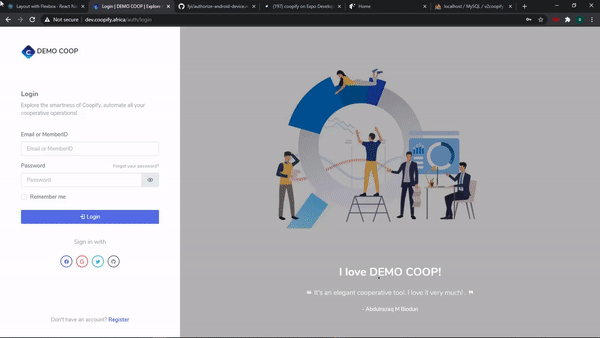 Layout with Flexbox - React Na
Login | DEMO COOP | Explore
fyi/authorize-android-device
(197) coopify on Expo Develop
Home
localhost / MySQL / v2coopify
Not secure | dev.coopify.africa/auth/login
DEMO COOP
Login
Explore the smartness of Coopify, automate all your
cooperative operations!
Email or MemberID
Email or MemberID
Password
Forgot your password?
Password
Remember me
Login
Sign in with
Don't have an account? Register
I love DEMO COOP!
❝ It's an elegant cooperative tool. I love it very much! . ❞
- Abdulrazaq M Biodun